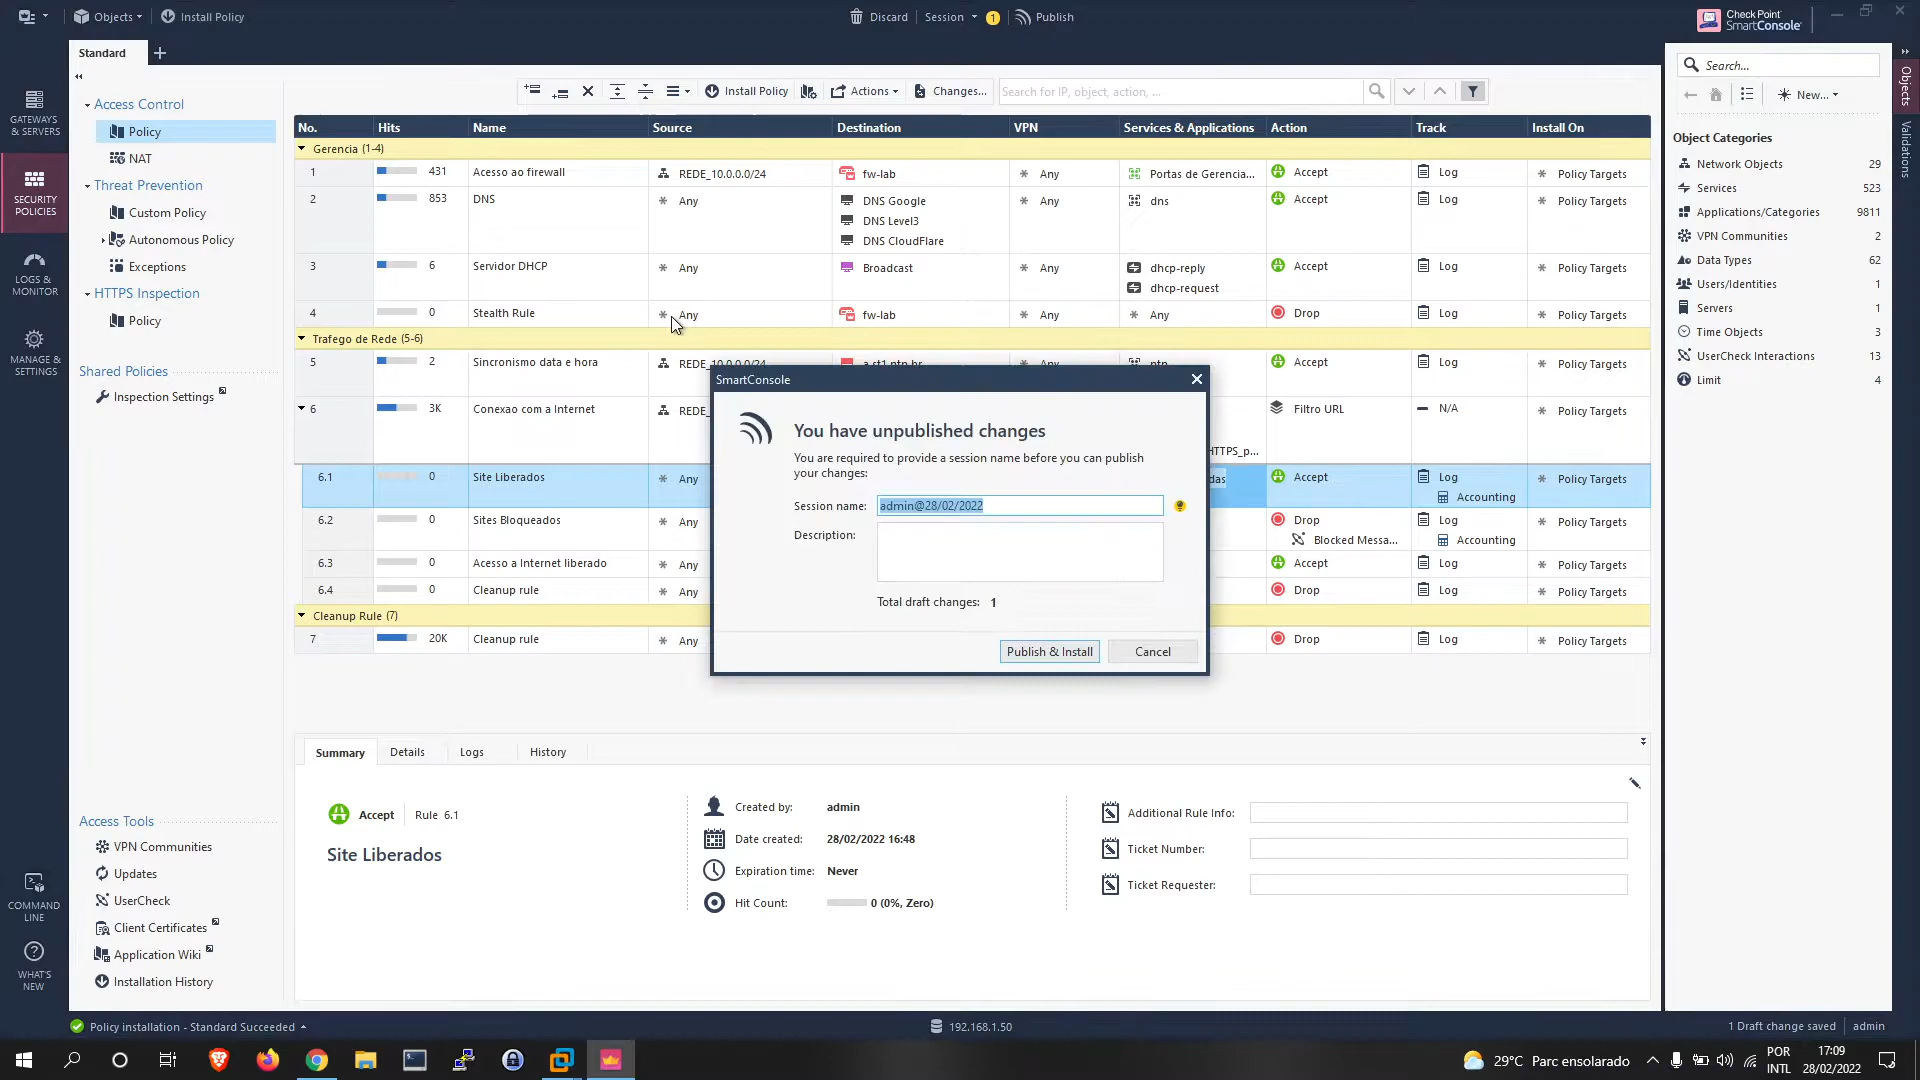 Objects
Install Policy
Discard
Session
1
Publish
Check Point
SmartConsole
Standard
GATEWAYS
& SERVERS
SECURITY
POLICIES
LOGS &
MONITOR
MANAGE &
SETTINGS
COMMAND
LINE
WHAT'S
NEW
Access Control
Policy
NAT
Threat Prevention
Custom Policy
Autonomous Policy
Exceptions
HTTPS Inspection
Policy
Shared Policies
Inspection Settings
Access Tools
VPN Communities
Updates
UserCheck
Client Certificates
Application Wiki
Installation History
Install Policy
Actions
Changes...
Search for IP, object, action, ...
No. Hits Name Source Destination VPN Services & Applications Action Track Install On
Gerencia (1-4)
1 431 Acesso ao firewall REDE_10.0.0.0/24 fw-lab Any Portas de Gerencia... Accept Log Policy Targets
2 853 DNS Any DNS Google Any dns Accept Log Policy Targets
DNS Level3
DNS CloudFlare
3 6 Servidor DHCP Any Broadcast Any dhcp-reply Accept Log Policy Targets
dhcp-request
4 0 Stealth Rule Any fw-lab Any Any Drop Log Policy Targets
Trafego de Rede (5-6)
5 2 Sincronismo data e hora REDE_10.0.0.0/24 a.st1.ntp.br Any ntp Accept Log Policy Targets
6 3K Conexao com a Internet REDE_ Filtro URL N/A Policy Targets
HTTPS_p...
6.1 0 Site Liberados Any das Accept Log Policy Targets
Accounting
6.2 0 Sites Bloqueados Any Drop Log Policy Targets
Blocked Messa... Accounting
6.3 0 Acesso a Internet liberado Any Accept Log Policy Targets
6.4 0 Cleanup rule Any Drop Log Policy Targets
Cleanup Rule (7)
7 20K Cleanup rule Any Drop Log Policy Targets
SmartConsole
You have unpublished changes
You are required to provide a session name before you can publish
your changes:
Session name: admin@28/02/2022
Description:
Total draft changes: 1
Publish & Install
Cancel
Summary
Details
Logs
History
Accept
Rule 6.1
Site Liberados
Created by: admin
Date created: 28/02/2022 16:48
Expiration time: Never
Hit Count: 0 (0%, Zero)
Additional Rule Info:
Ticket Number:
Ticket Requester:
Search...
New...
Object Categories
Network Objects 29
Services 523
Applications/Categories 9811
VPN Communities 2
Data Types 62
Users/Identities 1
Servers 1
Time Objects 3
UserCheck Interactions 13
Limit 4
Objects
Validations
Policy installation - Standard Succeeded
192.168.1.50
1 Draft change saved
admin
29°C Parc ensolarado
POR
INTL
17:09
28/02/2022